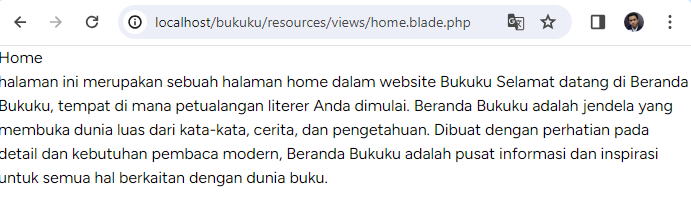 localhost/bukuku/resources/views/home.blade.php
Home
halaman ini merupakan sebuah halaman home dalam website Bukuku Selamat datang di Beranda
Bukuku, tempat di mana petualangan literer Anda dimulai. Beranda Bukuku adalah jendela yang
membuka dunia luas dari kata-kata, cerita, dan pengetahuan. Dibuat dengan perhatian pada
detail dan kebutuhan pembaca modern, Beranda Bukuku adalah pusat informasi dan inspirasi
untuk semua hal berkaitan dengan dunia buku.